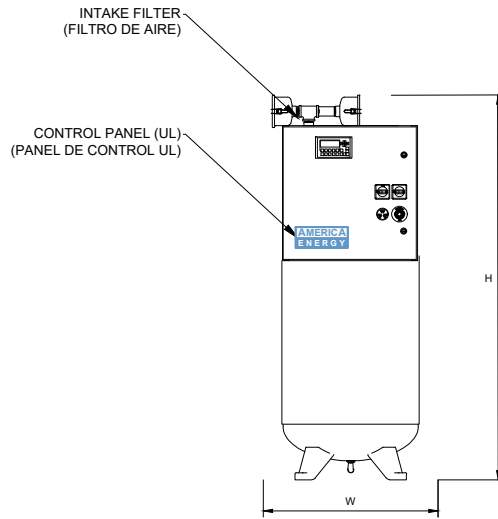 INTAKE FILTER
(FILTRO DE AIRE)
CONTROL PANEL (UL)
(PANEL DE CONTROL UL)
AMERICA
ENERGY
H
W